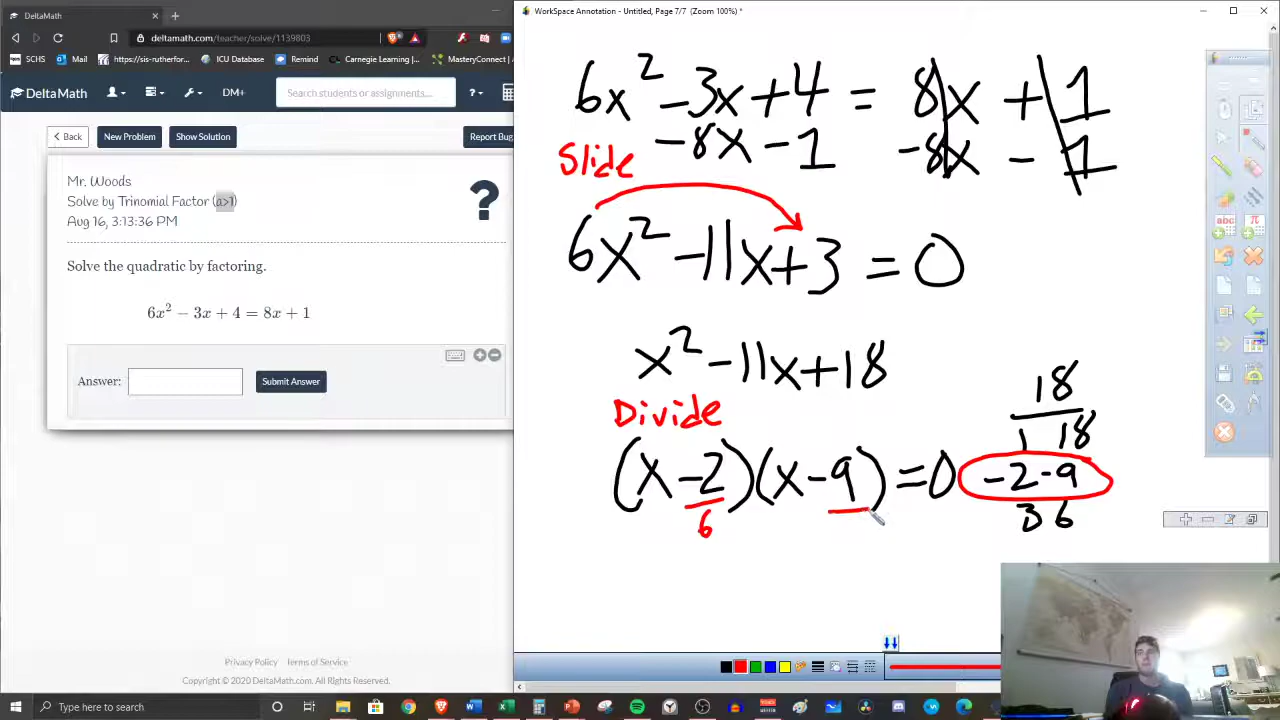 DeltaMath
WorkSpace Annotation - Untitled, Page 7/7 (Zoom 100%) *
deltamath.com/teacher/solve/1139803
SCHS
Mail
https://sis-rutherfor...
ICU Database
Running
Carnegie Learning,...
MasteryConnect
DeltaMath
DM+
Search students or assignments...
Back
New Problem
Show Solution
Report Bug
Mr. Woods
Solve by Trinomial Factor (a>1)
Aug 16, 3:13:36 PM
?
Solve the quadratic by factoring.
6x² − 3x + 4 = 8x + 1
Answer:
Submit Answer
Privacy Policy
Terms of Service
Copyright © 2020 DeltaMath.com. All Rights Reserved.
6x² -3x +4 = 8x + 1
-8x -1 -8x - 1
Slide
6x² -11x +3 = 0
x² -11x +18
Divide
(x -2)(x -9) = 0
6
18
1 18
-2 -9
3 6
abc
Type here to search